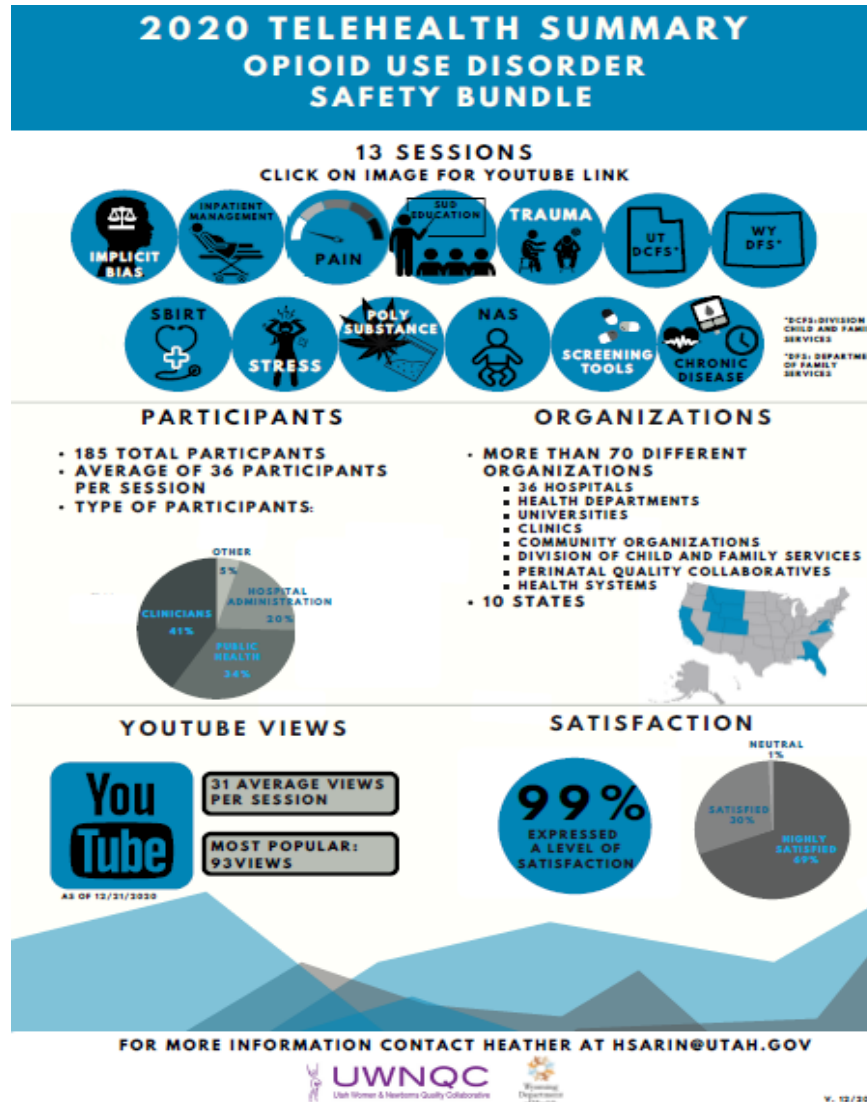 2020 TELEHEALTH SUMMARY
OPIOID USE DISORDER
SAFETY BUNDLE
13 SESSIONS
CLICK ON IMAGE FOR YOUTUBE LINK
IMPLICIT
BIAS
INPATIENT
MANAGEMENT
PAIN
SUD
EDUCATION
TRAUMA
UT
DCFS*
WY
DFS*
SBIRT
STRESS
POLY
SUBSTANCE
NAS
SCREENING
TOOLS
CHRONIC
DISEASE
*DCFS:DIVISION
CHILD AND FAMI
SERVICES
*DFS: DEPARTME
OF FAMILY
SERVICES
PARTICIPANTS
• 185 TOTAL PARTICPANTS
• AVERAGE OF 36 PARTICIPANTS
PER SESSION
• TYPE OF PARTICIPANTS:
OTHER
5%
HOSPITAL
ADMINISTRATION
20%
CLINICIANS
41%
PUBLIC
HEALTH
34%
ORGANIZATIONS
• MORE THAN 70 DIFFERENT
ORGANIZATIONS
▪ 36 HOSPITALS
▪ HEALTH DEPARTMENTS
▪ UNIVERSITIES
▪ CLINICS
▪ COMMUNITY ORGANIZATIONS
▪ DIVISION OF CHILD AND FAMILY SERVICES
▪ PERINATAL QUALITY COLLABORATIVES
▪ HEALTH SYSTEMS
• 10 STATES
YOUTUBE VIEWS
You
Tube
AS OF 12/21/2020
31 AVERAGE VIEWS
PER SESSION
MOST POPULAR:
93VIEWS
SATISFACTION
99%
EXPRESSED
A LEVEL OF
SATISFACTION
NEUTRAL
1%
SATISFIED
30%
HIGHLY
SATISFIED
69%
FOR MORE INFORMATION CONTACT HEATHER AT HSARIN@UTAH.GOV
UWNQC
Utah Women & Newborns Quality Collaborative
Wyoming
Department
V. 12/20